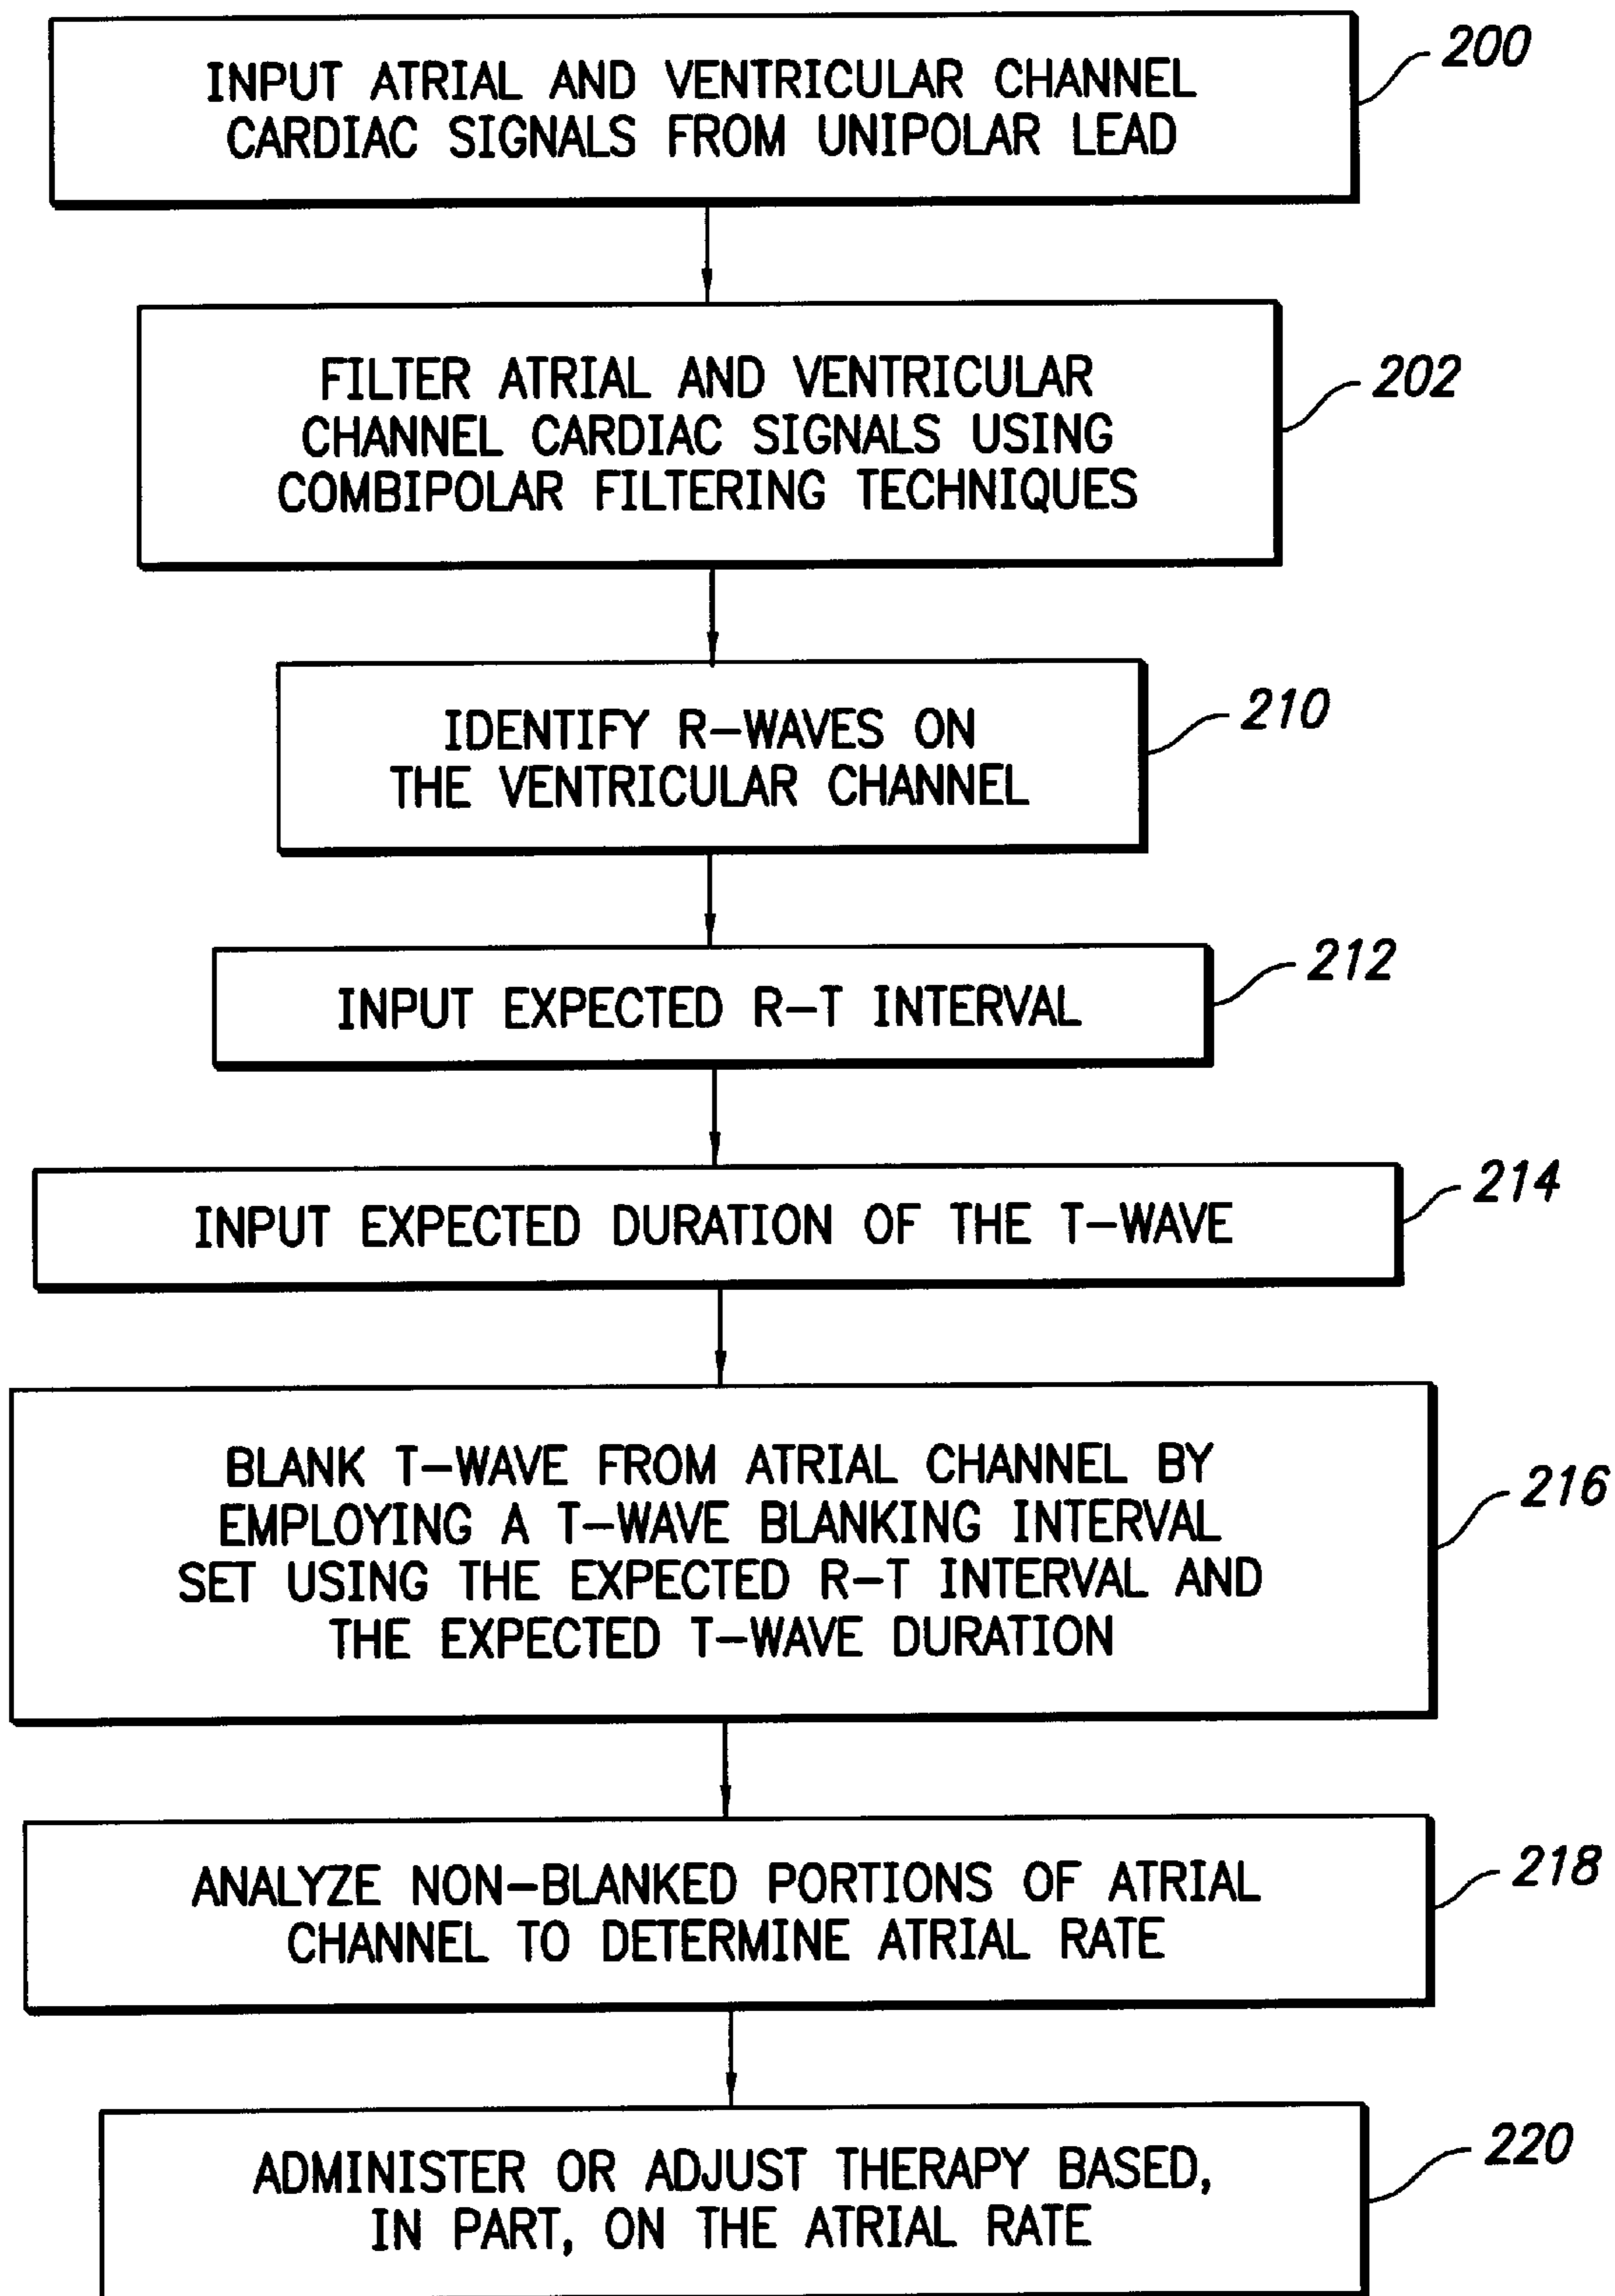 INPUT ATRIAL AND VENTRICULAR CHANNEL
CARDIAC SIGNALS FROM UNIPOLAR LEAD
200
FILTER ATRIAL AND VENTRICULAR
CHANNEL CARDIAC SIGNALS USING
COMBIPOLAR FILTERING TECHNIQUES
202
IDENTIFY R-WAVES ON
THE VENTRICULAR CHANNEL
210
INPUT EXPECTED R-T INTERVAL
212
INPUT EXPECTED DURATION OF THE T-WAVE
214
BLANK T-WAVE FROM ATRIAL CHANNEL BY
EMPLOYING A T-WAVE BLANKING INTERVAL
SET USING THE EXPECTED R-T INTERVAL AND
THE EXPECTED T-WAVE DURATION
216
ANALYZE NON-BLANKED PORTIONS OF ATRIAL
CHANNEL TO DETERMINE ATRIAL RATE
218
ADMINISTER OR ADJUST THERAPY BASED,
IN PART, ON THE ATRIAL RATE
220